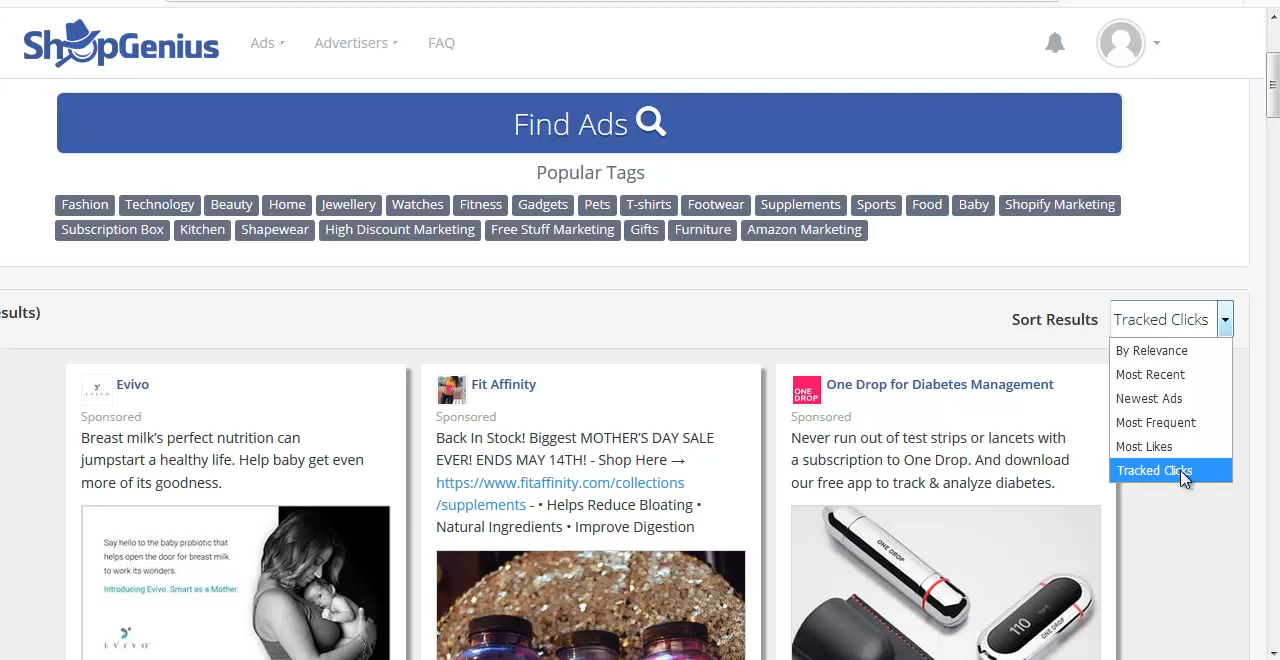 ShopGenius
Ads
Advertisers
FAQ
Find Ads
Popular Tags
Fashion Technology Beauty Home Jewellery Watches Fitness Gadgets Pets T-shirts Footwear Supplements Sports Food Baby Shopify Marketing
Subscription Box Kitchen Shapewear High Discount Marketing Free Stuff Marketing Gifts Furniture Amazon Marketing
esults)
Sort Results
Tracked Clicks
By Relevance
Most Recent
Newest Ads
Most Frequent
Most Likes
Tracked Clicks
Evivo
Sponsored
Breast milk’s perfect nutrition can
jumpstart a healthy life. Help baby get even
more of its goodness.
Say hello to the baby probiotic that
helps open the door for breast milk
to work its wonders.
Introducing Evivo. Smart as a Mother.
EVIVO
Fit Affinity
Sponsored
Back In Stock! Biggest MOTHER’S DAY SALE
EVER! ENDS MAY 14TH! - Shop Here →
https://www.fitaffinity.com/collections
/supplements - • Helps Reduce Bloating •
Natural Ingredients • Improve Digestion
ONE
DROP
One Drop for Diabetes Management
Sponsored
Never run out of test strips or lancets with
a subscription to One Drop. And download
our free app to track & analyze diabetes.
ONE DROP
110
ONE DROP